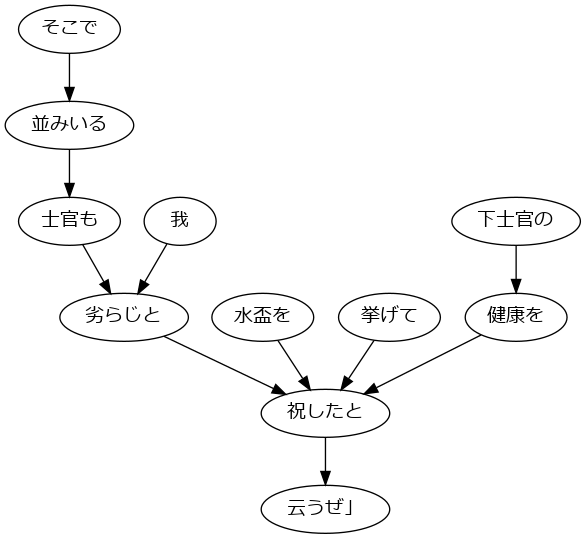 そこで
並みいる
士官も
我
下士官の
劣らじと
水盃を
挙げて
健康を
祝したと
云うぜ」